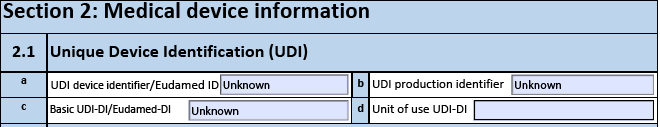 Section 2: Medical device information
2.1 Unique Device Identification (UDI)
a UDI device identifier/Eudamed ID Unknown b UDI production identifier Unknown
c Basic UDI-DI/Eudamed-DI Unknown d Unit of use UDI-DI